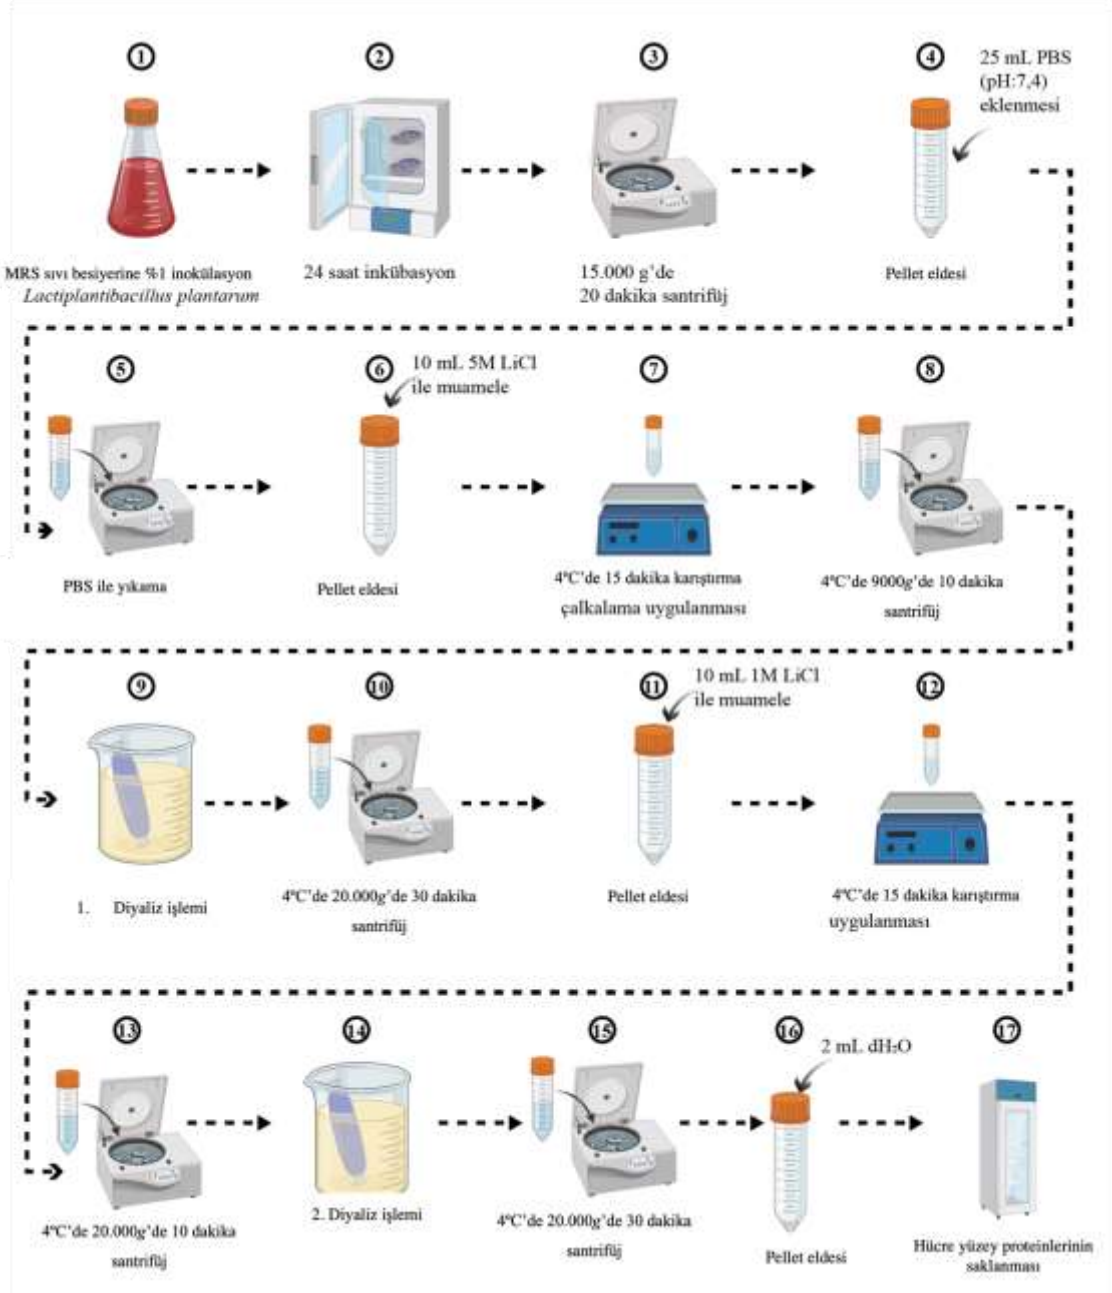 1
2
3
4
25 mL PBS
(pH:7,4)
eklenmesi
MRS sıvı besiyerine %1 inokülasyon
Lactiplantibacillus plantarum
24 saat inkübasyon
15.000 g’de
20 dakika santrifüj
Pellet eldesi
5
6
10 mL 5M LiCl
ile muamele
7
8
PBS ile yıkama
Pellet eldesi
4ºC’de 15 dakika karıştırma
çalkalama uygulanması
4ºC’de 9000g’de 10 dakika
santrifüj
9
10
11
10 mL 1M LiCl
ile muamele
12
1. Diyaliz işlemi
4ºC’de 20.000g’de 30 dakika
santrifüj
Pellet eldesi
4ºC’de 15 dakika karıştırma
uygulanması
13
14
15
16
2 mL dH₂O
17
4ºC’de 20.000g’de 10 dakika
santrifüj
2. Diyaliz işlemi
4ºC’de 20.000g’de 30 dakika
santrifüj
Pellet eldesi
Hücre yüzey proteinlerinin
saklanması